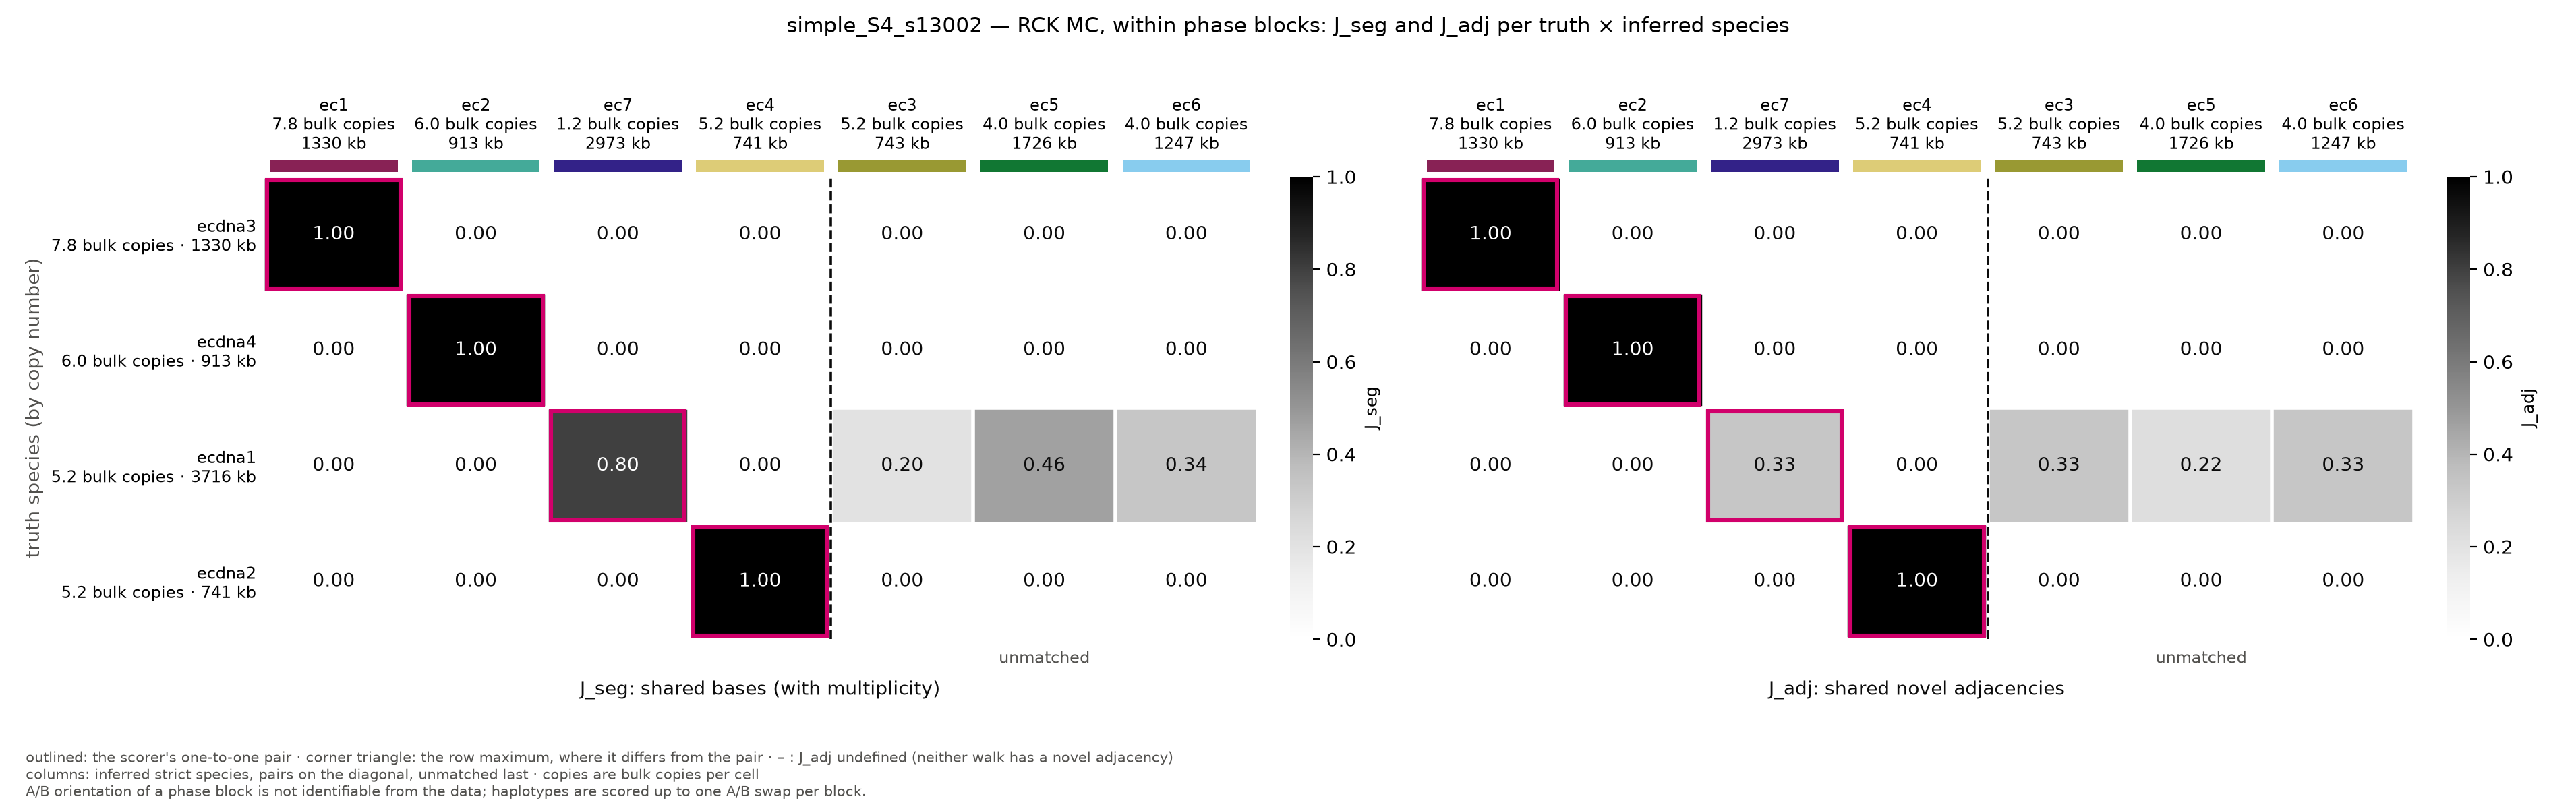 simple_S4_s13002 — RCK MC, within phase blocks: J_seg and J_adj per truth × inferred species
ec1 ec2 ec7 ec4 ec3 ec5 ec6
7.8 bulk copies 6.0 bulk copies 1.2 bulk copies 5.2 bulk copies 5.2 bulk copies 4.0 bulk copies 4.0 bulk copies
1330 kb 913 kb 2973 kb 741 kb 743 kb 1726 kb 1247 kb
truth species (by copy number)
ecdna3
7.8 bulk copies · 1330 kb
1.00 0.00 0.00 0.00 0.00 0.00 0.00
ecdna4
6.0 bulk copies · 913 kb
0.00 1.00 0.00 0.00 0.00 0.00 0.00
ecdna1
5.2 bulk copies · 3716 kb
0.00 0.00 0.80 0.00 0.20 0.46 0.34
ecdna2
5.2 bulk copies · 741 kb
0.00 0.00 0.00 1.00 0.00 0.00 0.00
unmatched
J_seg: shared bases (with multiplicity)
1.0
0.8
0.6
0.4
0.2
0.0
J_seg
ec1 ec2 ec7 ec4 ec3 ec5 ec6
7.8 bulk copies 6.0 bulk copies 1.2 bulk copies 5.2 bulk copies 5.2 bulk copies 4.0 bulk copies 4.0 bulk copies
1330 kb 913 kb 2973 kb 741 kb 743 kb 1726 kb 1247 kb
1.00 0.00 0.00 0.00 0.00 0.00 0.00
0.00 1.00 0.00 0.00 0.00 0.00 0.00
0.00 0.00 0.33 0.00 0.33 0.22 0.33
0.00 0.00 0.00 1.00 0.00 0.00 0.00
unmatched
J_adj: shared novel adjacencies
1.0
0.8
0.6
0.4
0.2
0.0
J_adj
outlined: the scorer's one-to-one pair · corner triangle: the row maximum, where it differs from the pair · – : J_adj undefined (neither walk has a novel adjacency)
columns: inferred strict species, pairs on the diagonal, unmatched last · copies are bulk copies per cell
A/B orientation of a phase block is not identifiable from the data; haplotypes are scored up to one A/B swap per block.